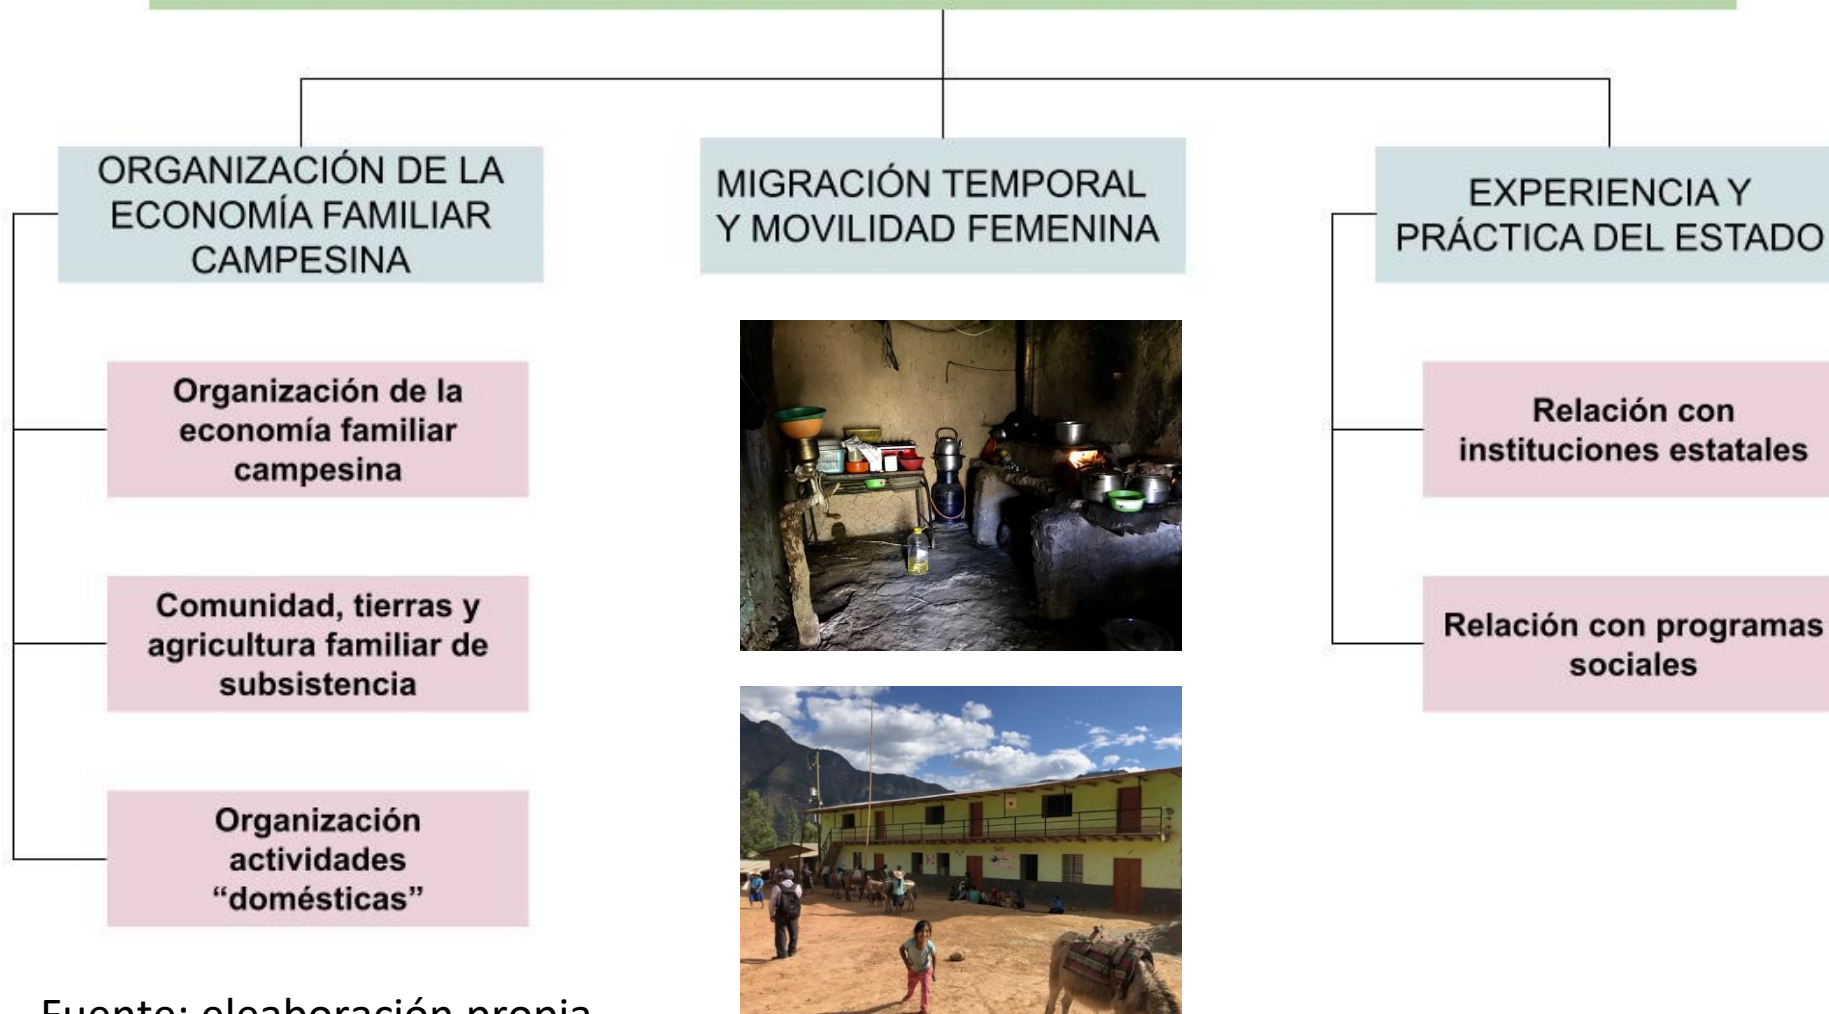 ORGANIZACIÓN DE LA
ECONOMÍA FAMILIAR
CAMPESINA
MIGRACIÓN TEMPORAL
Y MOVILIDAD FEMENINA
EXPERIENCIA Y
PRÁCTICA DEL ESTADO
Organización de la
economía familiar
campesina
Comunidad, tierras y
agricultura familiar de
subsistencia
Organización
actividades
“domésticas”
Relación con
instituciones estatales
Relación con programas
sociales
Fuente: eleaboración propia